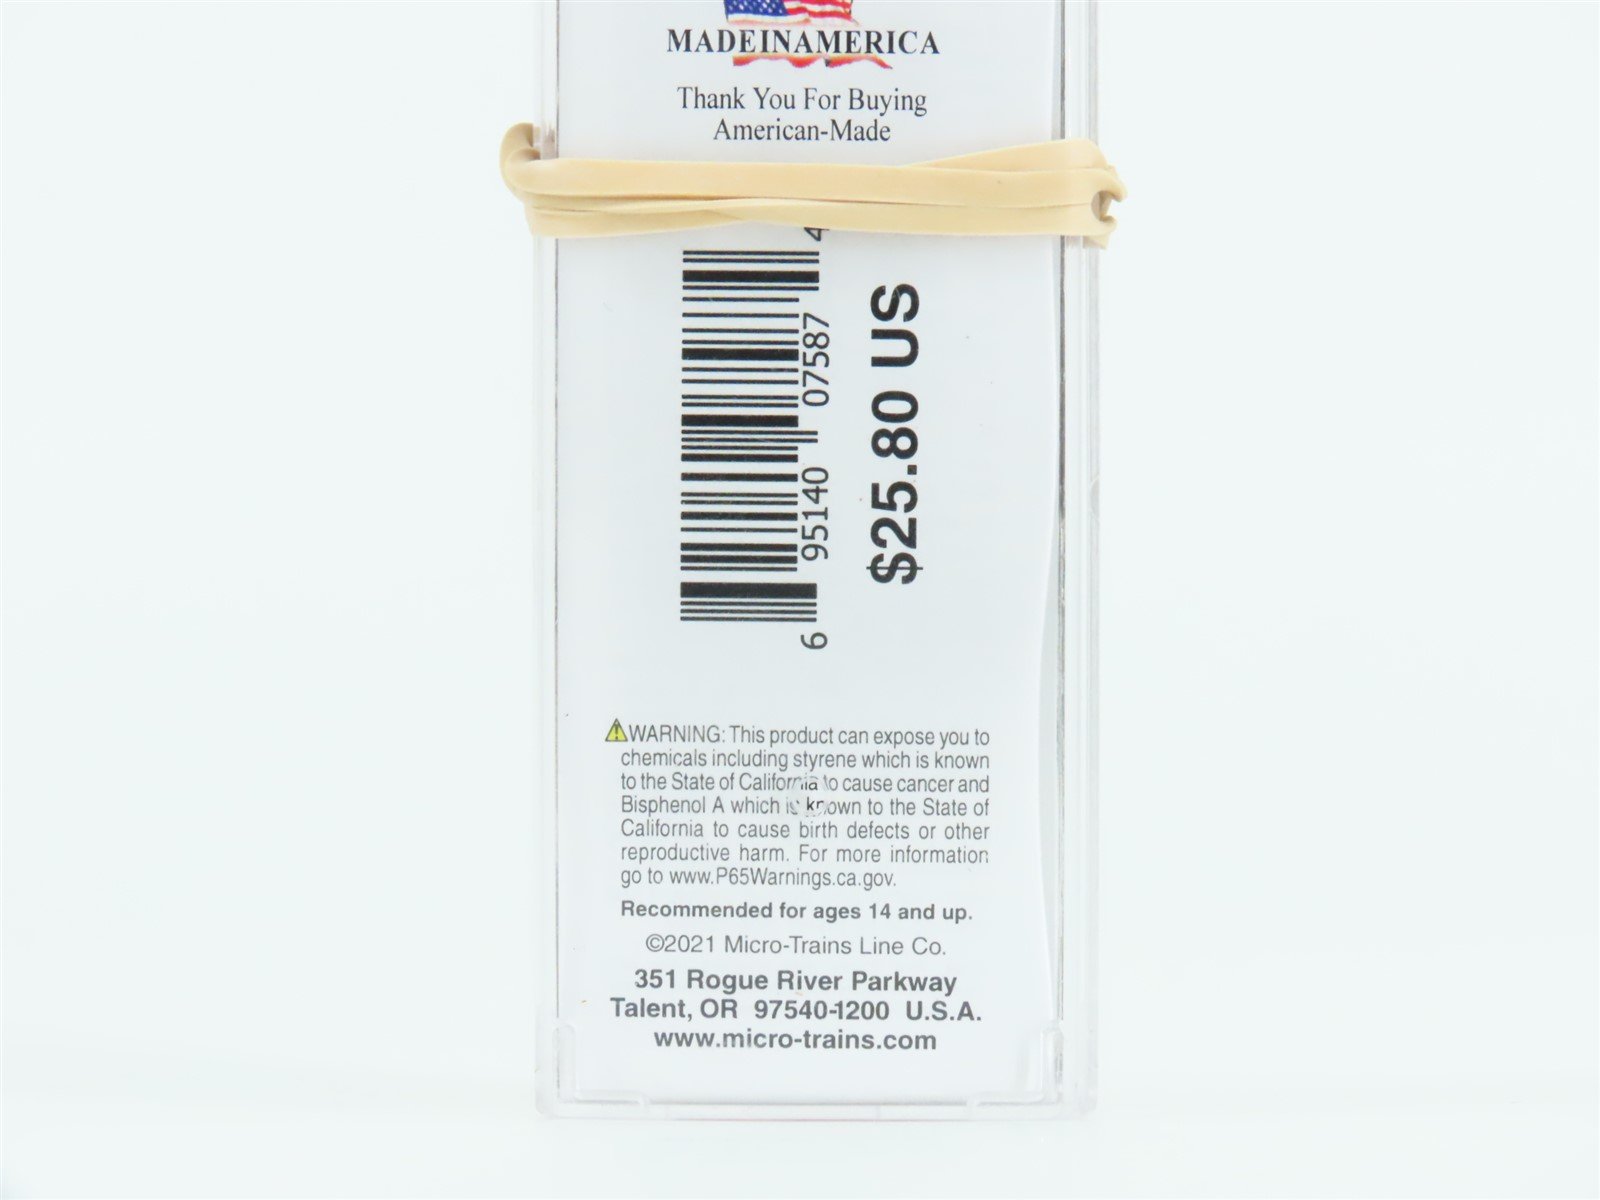 MADEINAMERICA
Thank You For Buying
American-Made
6 95140 07587 4
$25.80 US
WARNING: This product can expose you to
chemicals including styrene which is known
to the State of California to cause cancer and
Bisphenol A which is known to the State of
California to cause birth defects or other
reproductive harm. For more information
go to www.P65Warnings.ca.gov.
Recommended for ages 14 and up.
©2021 Micro-Trains Line Co.
351 Rogue River Parkway
Talent, OR 97540-1200 U.S.A.
www.micro-trains.com